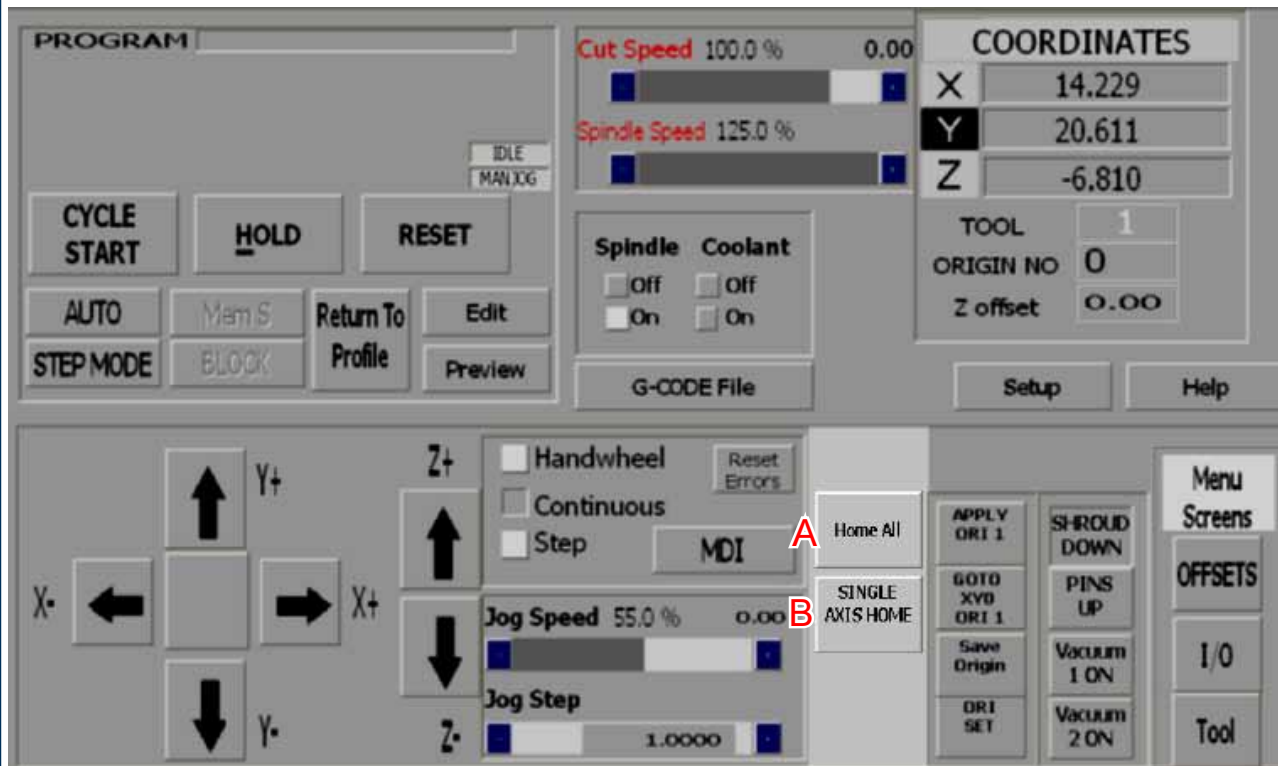 PROGRAM
IDLE
MANJOG
CYCLE
START
HOLD
RESET
AUTO
Mem S
Return To
Profile
Edit
STEP MODE
BLOCK
Preview
Cut Speed 100.0 % 0.00
Spindle Speed 125.0 %
Spindle Coolant
Off Off
On On
G-CODE File
COORDINATES
X 14.229
Y 20.611
Z -6.810
TOOL 1
ORIGIN NO 0
Z offset 0.00
Setup
Help
Y+
X-
X+
Y-
Z+
Z-
Handwheel
Continuous
Step
Reset
Errors
MDI
Jog Speed 55.0 % 0.00
Jog Step
1.0000
A Home All
B SINGLE
AXIS HOME
APPLY
ORI 1
GOTO
XY0
ORI 1
Save
Origin
ORI
SET
SHROUD
DOWN
PINS
UP
Vacuum
1 ON
Vacuum
2 ON
Menu
Screens
OFFSETS
I/O
Tool